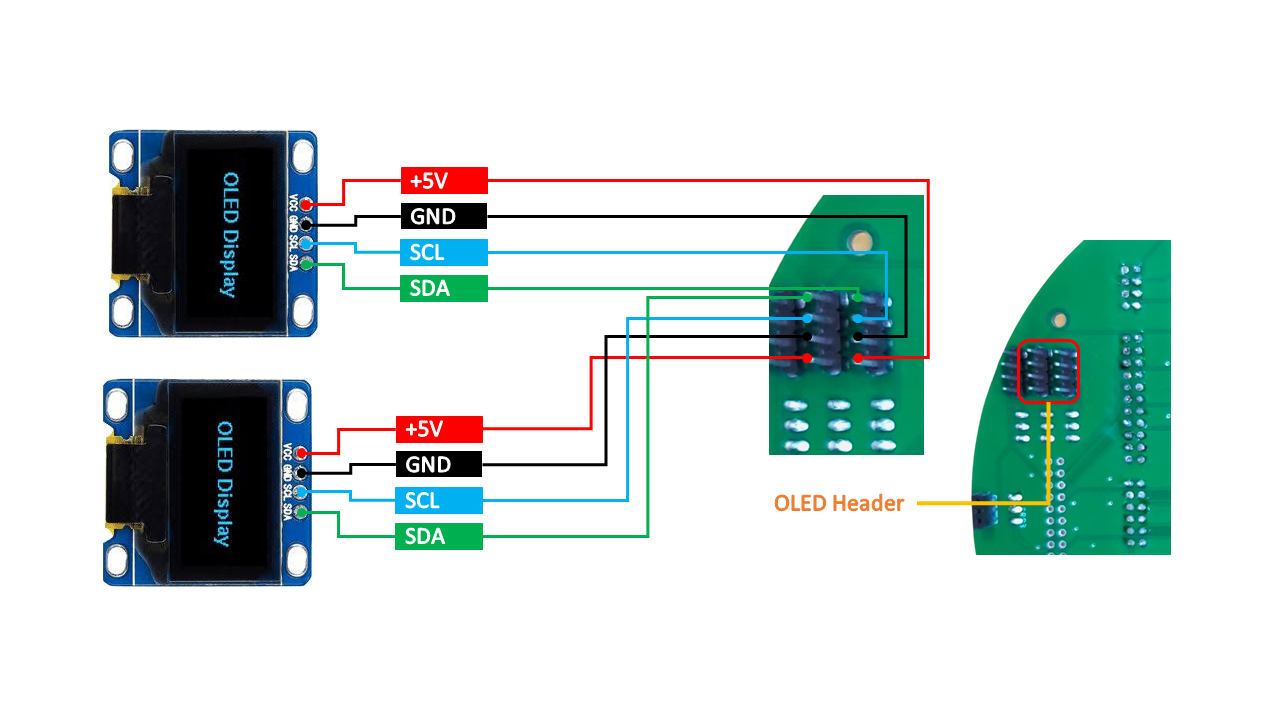 OLED Display
VCC GND SCL SDA
+5V
GND
SCL
SDA
OLED Display
VCC GND SCL SDA
+5V
GND
SCL
SDA
OLED Header